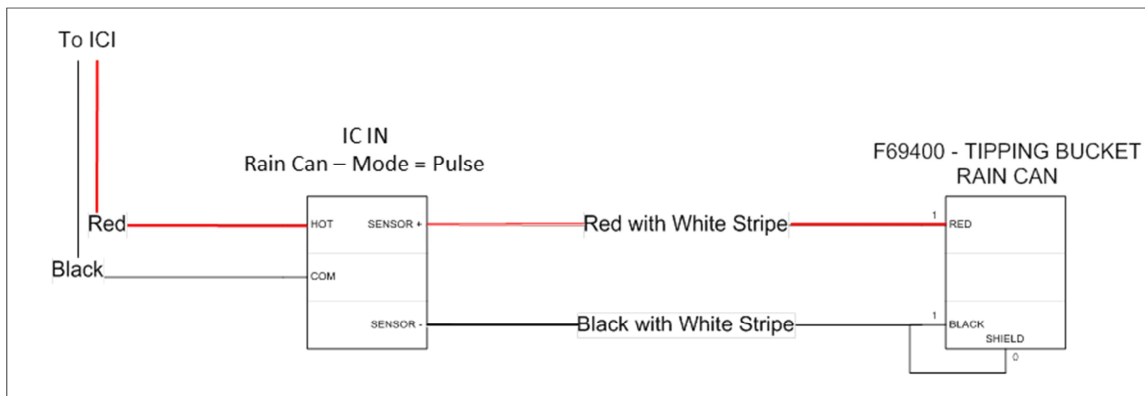 To ICI
IC IN
Rain Can – Mode = Pulse
F69400 - TIPPING BUCKET
RAIN CAN
Red
HOT
SENSOR +
Red with White Stripe
1
RED
Black
COM
SENSOR -
Black with White Stripe
1
BLACK
SHIELD
0